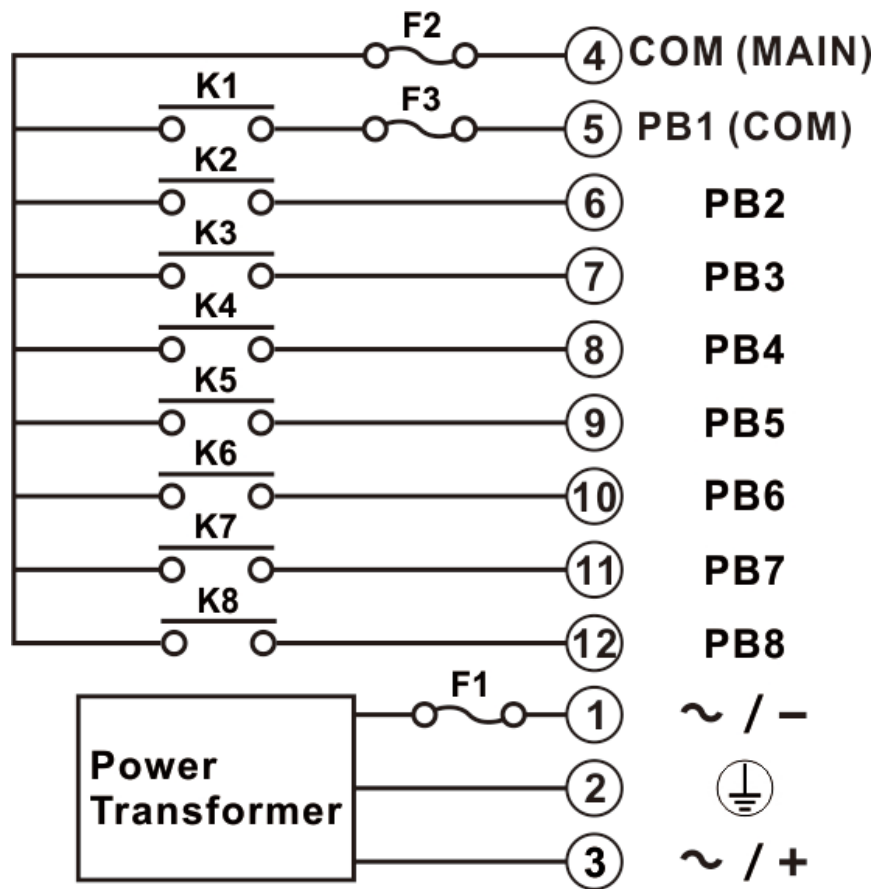 F2
4 COM (MAIN)
K1 F3
5 PB1 (COM)
K2
6 PB2
K3
7 PB3
K4
8 PB4
K5
9 PB5
K6
10 PB6
K7
11 PB7
K8
12 PB8
F1
1 ~ / −
Power
Transformer
2
3 ~ / +